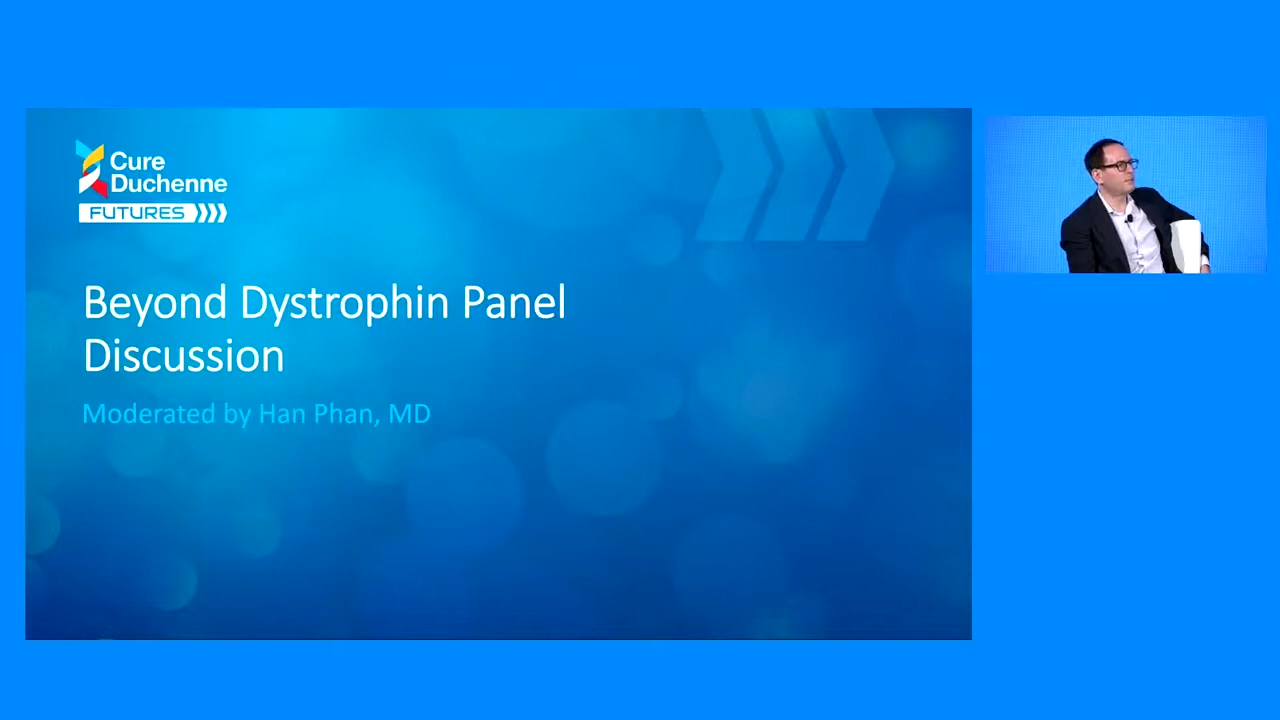 Cure
Duchenne
FUTURES
Beyond Dystrophin Panel
Discussion
Moderated by Han Phan, MD